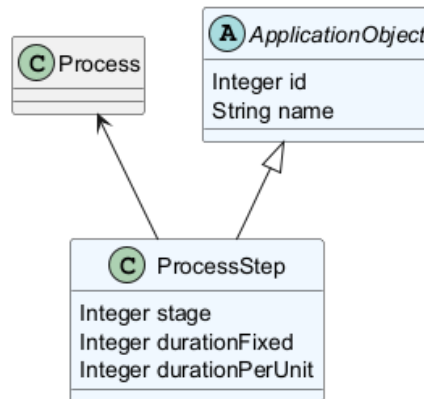 C Process
A ApplicationObject
Integer id
String name
C ProcessStep
Integer stage
Integer durationFixed
Integer durationPerUnit